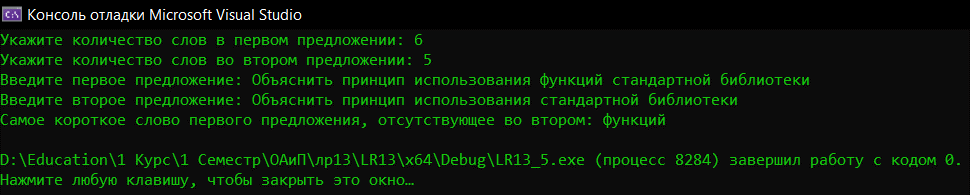 Консоль отладки Microsoft Visual Studio
Укажите количество слов в первом предложении: 6
Укажите количество слов во втором предложении: 5
Введите первое предложение: Объяснить принцип использования функций стандартной библиотеки
Введите второе предложение: Объяснить принцип использования стандартной библиотеки
Самое короткое слово первого предложения, отсутствующее во втором: функций
D:\Education\1 Курс\1 Семестр\ОАиП\лр13\LR13\x64\Debug\LR13_5.exe (процесс 8284) завершил работу с кодом 0.
Нажмите любую клавишу, чтобы закрыть это окно…